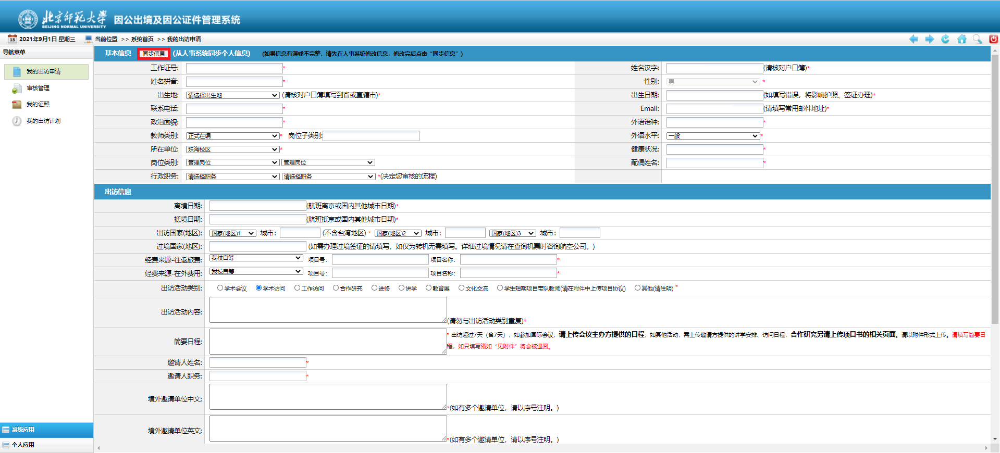 北京师范大学 因公出境及因公证件管理系统
BEIJING NORMAL UNIVERSITY
15 2021年9月1日 星期三 当前位置 >> 系统首页 >> 我的出访申请
导航菜单
我的出访申请
审核管理
我的证照
我的出访计划
系统应用
个人应用
基本信息 同步信息 (从人事系统同步个人信息) (如果信息有误或不完整，请先在人事系统修改信息，修改完后点击“同步信息”)
工作证号: * 姓名汉字: (请核对户口簿)*
姓名拼音: * 性别: 男 *
出生地: 请选择出生地 (请核对户口簿填写到省或直辖市)* 出生日期: (如填写错误，将影响护照、签证办理)*
联系电话: * Email: (请填写常用邮件地址)*
政治面貌: * 外语语种: *
教师类别: 正式在编 * 岗位子类别: 外语水平: 一般 *
所在单位: 珠海校区 * 健康状况: *
岗位类别: 管理岗位 管理岗位 配偶姓名: *
行政职务: 请选择职务 请选择职务 *(决定您审核的流程)
出访信息
离境日期: (航班离京或国内其他城市日期)*
抵境日期: (航班抵京或国内其他城市日期)*
出访国家(地区): 国家(地区)1 城市: (不含台湾地区) * 国家(地区)2 城市: 国家(地区)3 城市:
过境国家(地区): (如需办理过境签证的请填写，如仅为转机无需填写。详细过境情况请在查询机票时咨询航空公司。)
经费来源-往返旅费: 我校自筹 项目号: 项目名称: *
经费来源-在外费用: 我校自筹 项目号: 项目名称: *
出访活动类别: 学术会议 学术访问 工作访问 合作研究 进修 讲学 教育展 文化交流 学生短期项目带队教师(请在附件中上传项目协议) 其他(请注明) *
出访活动内容: (请勿与出访活动类别重复)*
简要日程: * 出访超过7天（含7天），如参加国际会议，请上传会议主办方提供的日程；如其他活动，需上传邀请方提供的讲学安排、访问日程，合作研究另请上传项目书的相关页面。请以附件形式上传。请填写简要日
程，如只填写诸如“见附件”将会被退回。
邀请人姓名: *
邀请人职务: *
境外邀请单位中文: *(如有多个邀请单位，请以序号注明。)
境外邀请单位英文: *(如有多个邀请单位，请以序号注明。)